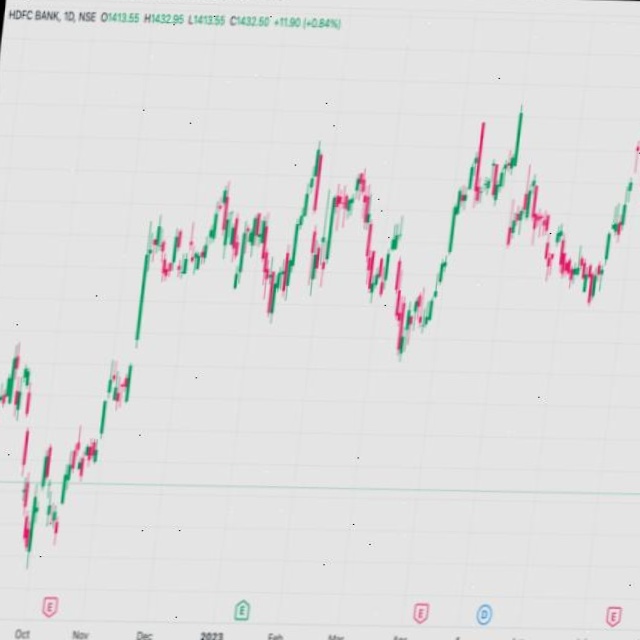 HDFC BANK, 1D, NSE O1413.55 H1432.95 L1413.55 C1432.50 +11.90 (+0.84%)
E E E D E
Oct Nov Dec 2023 Feb Mar Apr